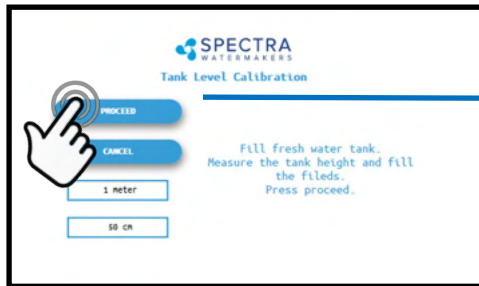 SPECTRA
WATERMAKERS
Tank Level Calibration
PROCEED
CANCEL
1 meter
50 cm
Fill fresh water tank.
Measure the tank height and fill
the fileds.
Press proceed.